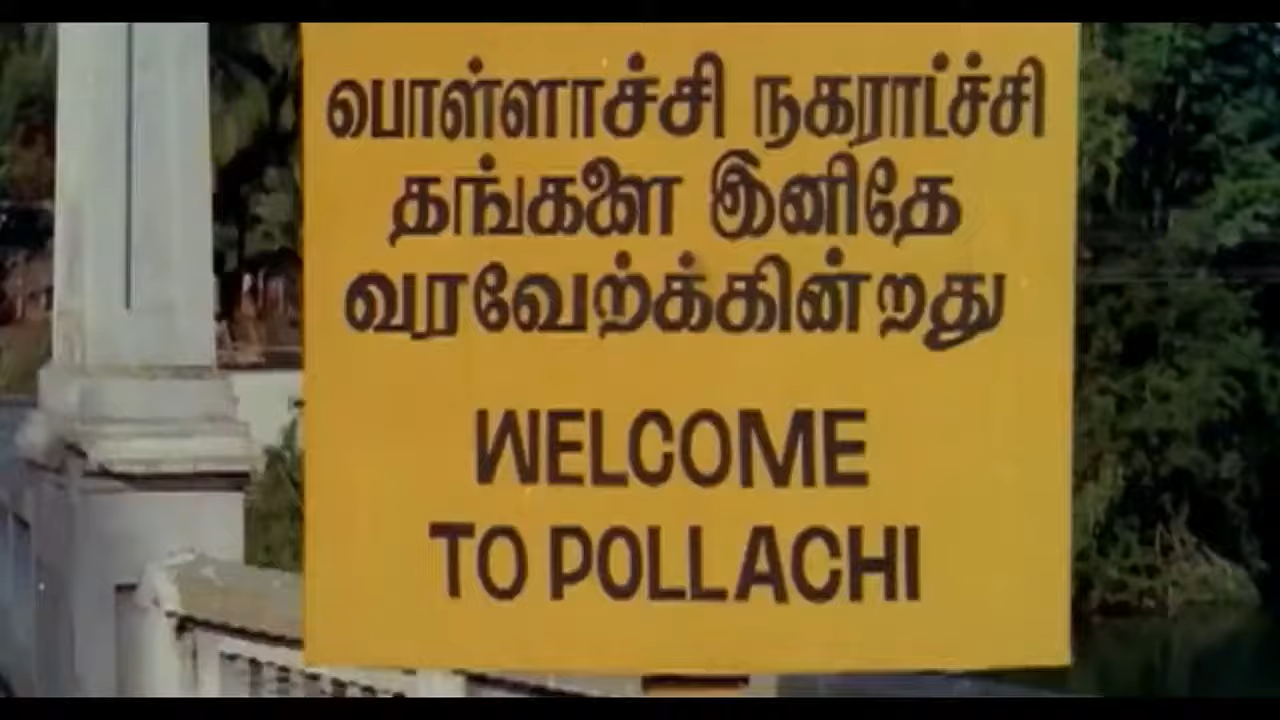 பொள்ளாச்சி நகராட்ச்சி
தங்களை இனிதே
வரவேற்க்கின்றது
WELCOME
TO POLLACHI